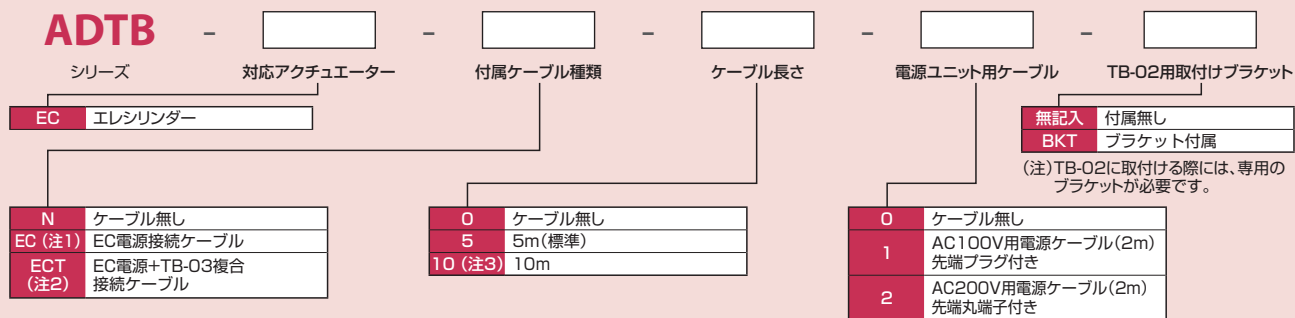 ADTB - - - - -
シリーズ 対応アクチュエーター 付属ケーブル種類 ケーブル長さ 電源ユニット用ケーブル TB-02用取付けブラケット
EC エレシリンダー
無記入 付属無し
BKT ブラケット付属
(注)TB-02に取付ける際には、専用の
ブラケットが必要です。
N ケーブル無し
EC (注1) EC電源接続ケーブル
ECT
(注2)
EC電源+TB-03複合
接続ケーブル
0 ケーブル無し
5 5m(標準)
10 (注3) 10m
0 ケーブル無し
1
AC100V用電源ケーブル(2m)
先端プラグ付き
2
AC200V用電源ケーブル(2m)
先端丸端子付き